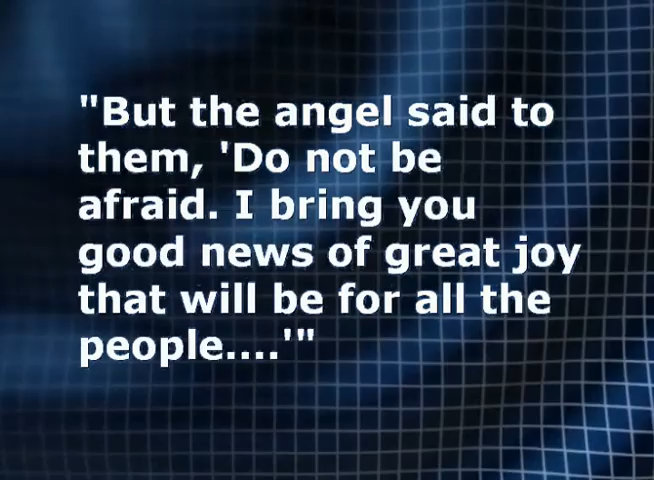 "But the angel said to
them, 'Do not be
afraid. I bring you
good news of great joy
that will be for all the
people....'"